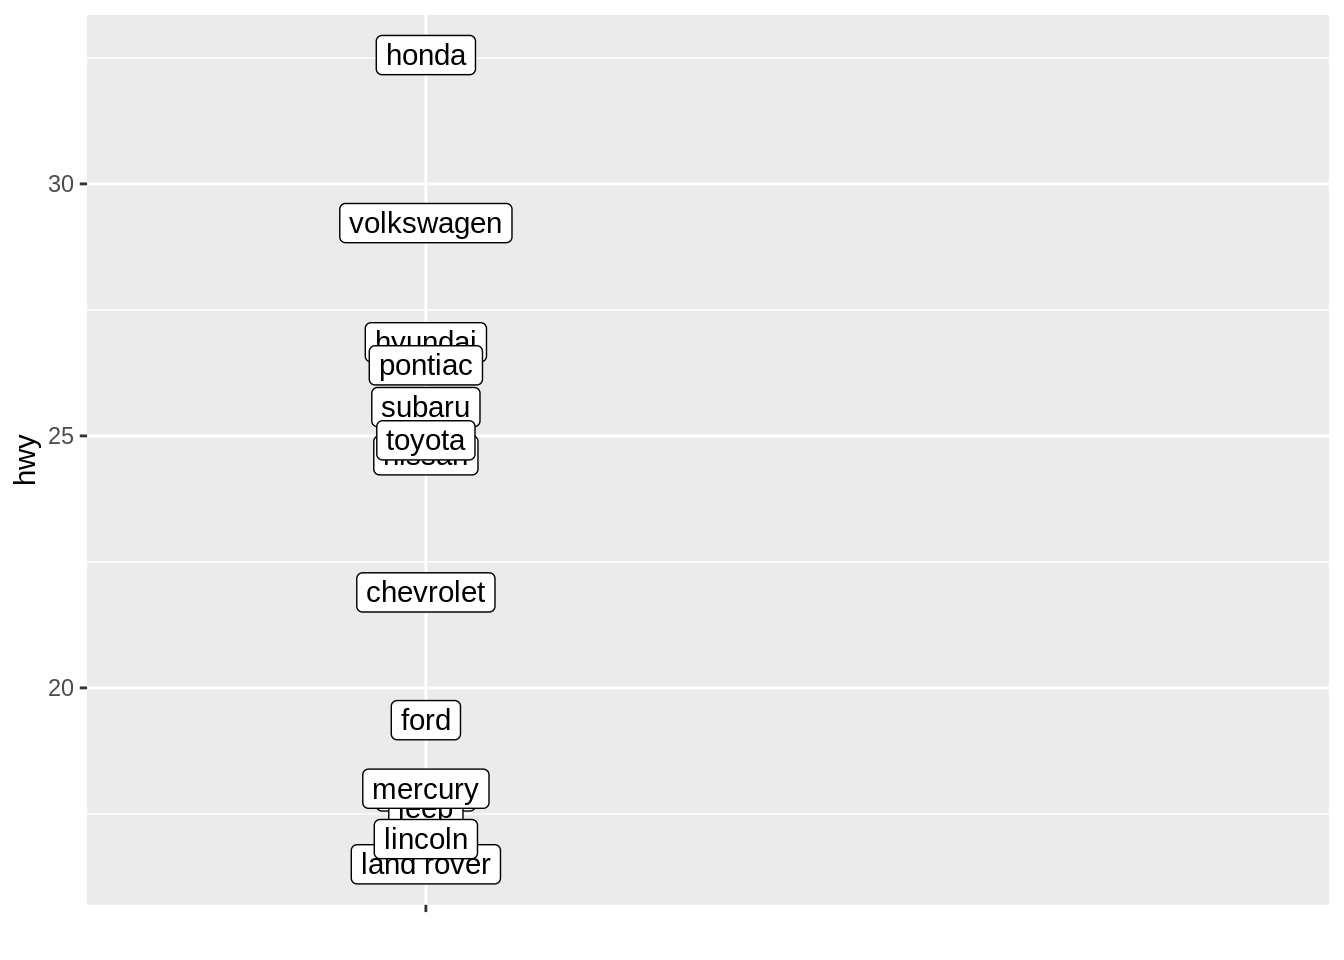 honda
30
volkswagen
hyundai
pontiac
subaru
25
toyota
nissan
hwy
chevrolet
20
ford
mercury
jeep
lincoln
land rover